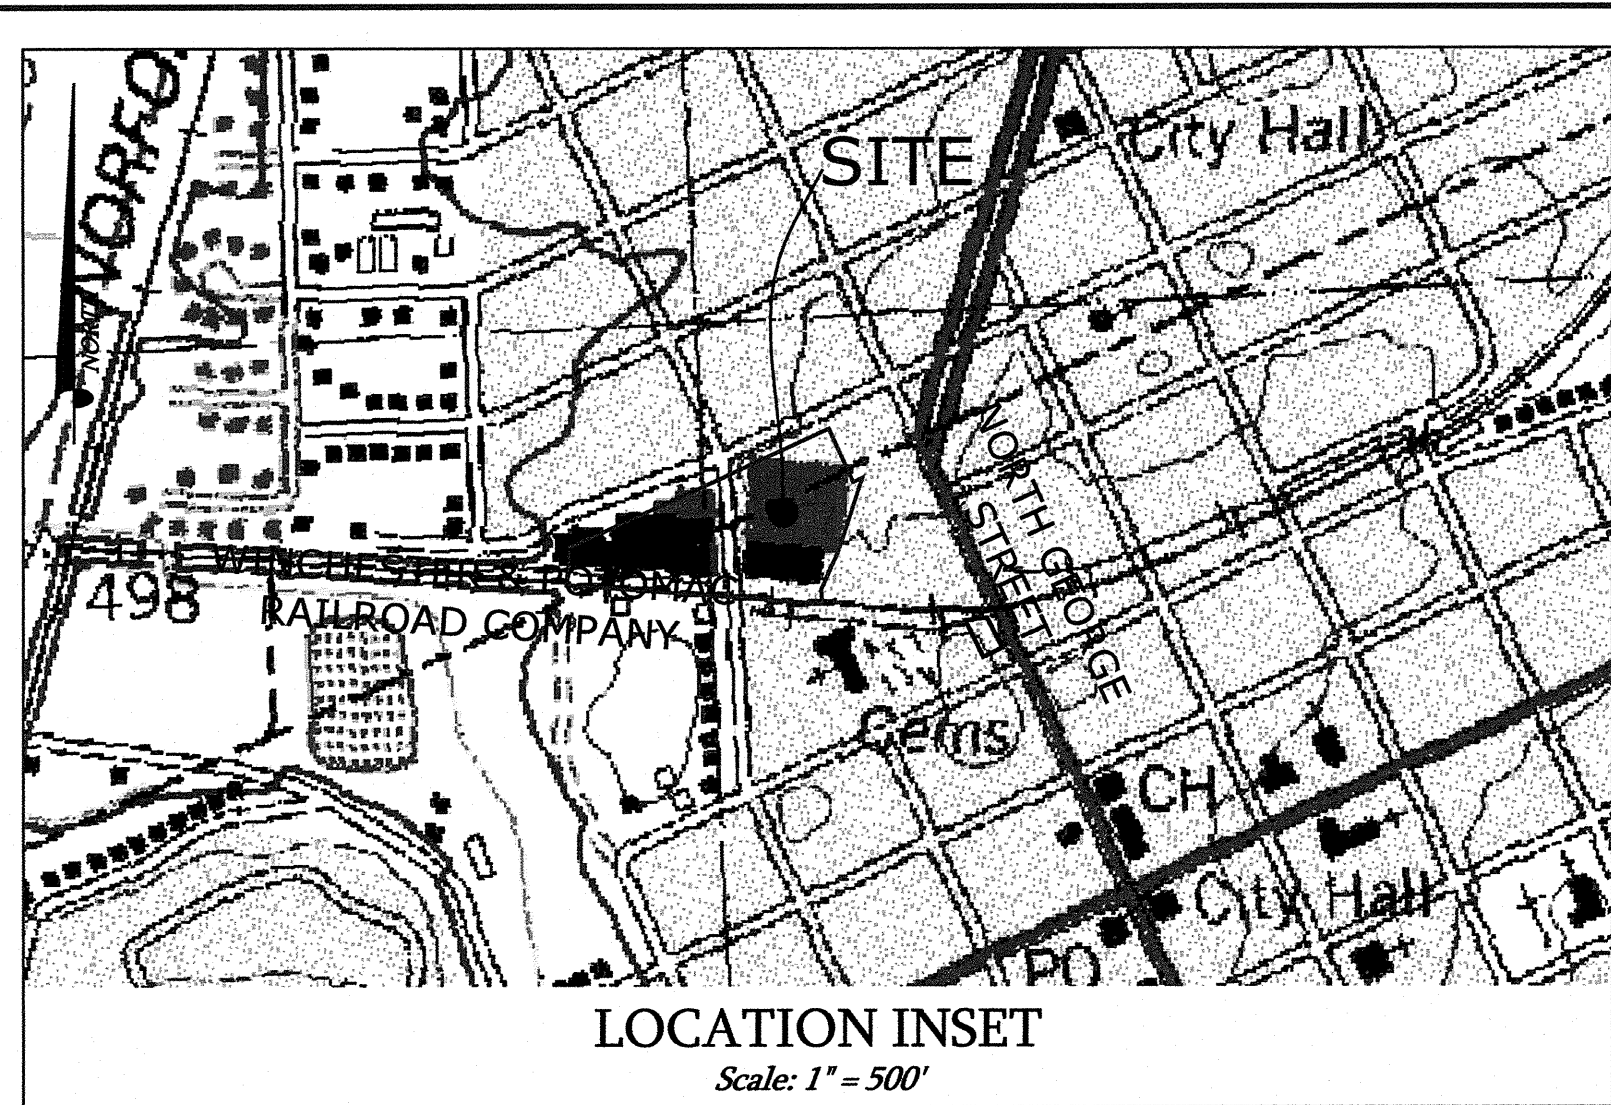 City Hall
SITE
NORTH
NORTH GEORGE
STREET
WINCHESTER & POTOMAC
RAILROAD COMPANY
498
Cems
CH
City Hall
PO
LOCATION INSET
Scale: 1" = 500'